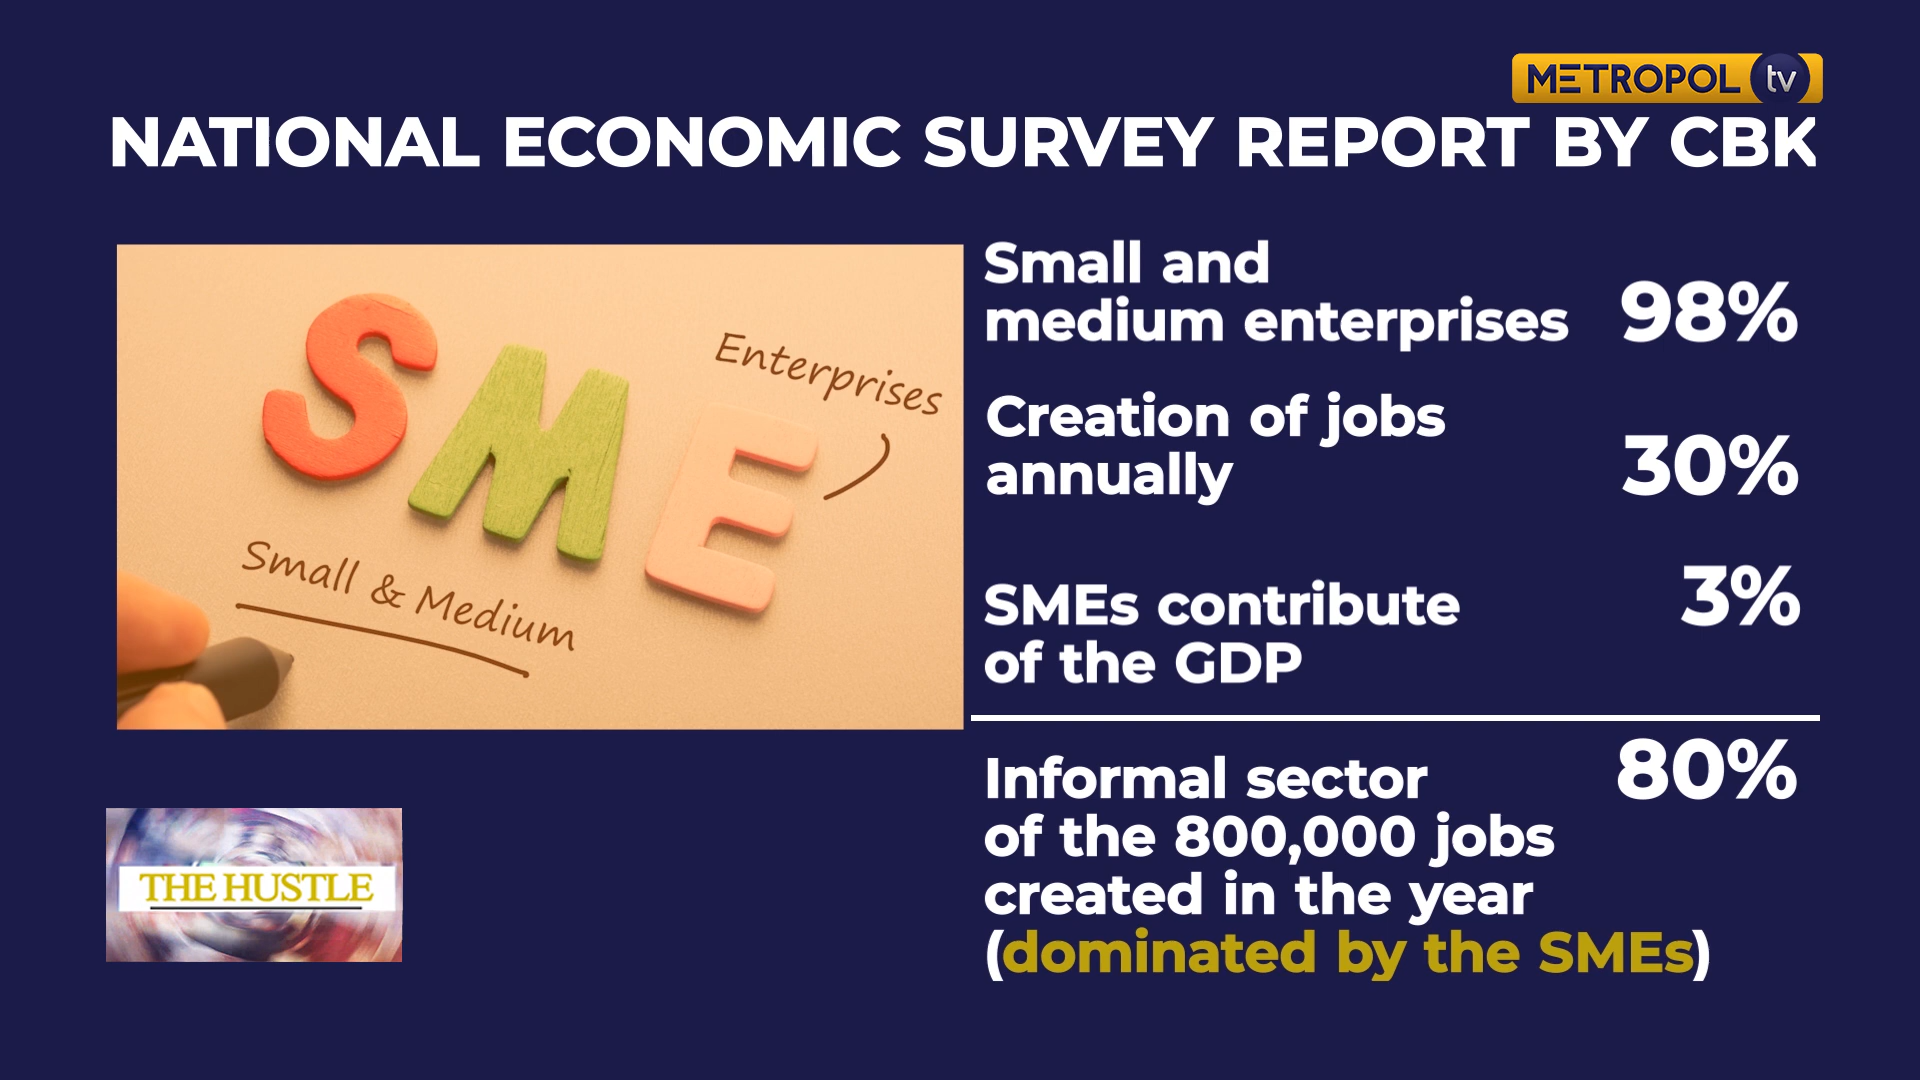 METROPOL tv
NATIONAL ECONOMIC SURVEY REPORT BY CBK
SME
Enterprises
Small & Medium
Small and
medium enterprises 98%
Creation of jobs
annually 30%
SMEs contribute 3%
of the GDP
Informal sector 80%
of the 800,000 jobs
created in the year
(dominated by the SMEs)
THE HUSTLE